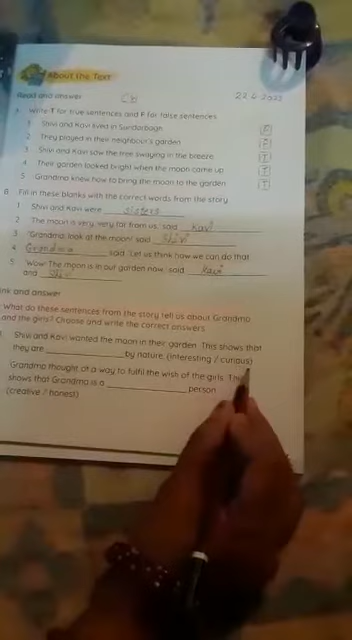 About the Text
Read and answer
Cb
22.6.2023
A. Write T for true sentences and F for false sentences
1 Shivi and Kavi lived in Sundarbagh
2 They played in their neighbour's garden
3 Shivi and Kavi saw the tree swaying in the breeze T
4 Their garden looked bright when the moon came up T
5 Grandma knew how to bring the moon to the garden T
B. Fill in these blanks with the correct words from the story
1 Shivi and Kavi were sisters
2 The moon is very, very far from us,' said Kavi
3 'Grandma, look at the moon!' said Shivi
4 Grandma said, 'Let us think how we can do that
5 'Wow! The moon is in our garden now,' said Kavi
and Shivi
ink and answer
What do these sentences from the story tell us about Grandma
and the girls? Choose and write the correct answers
Shivi and Kavi wanted the moon in their garden. This shows that
they are ______ by nature. (interesting / curious)
Grandma thought of a way to fulfil the wish of the girls. Th
shows that Grandma is a ______ person
(creative / honest)